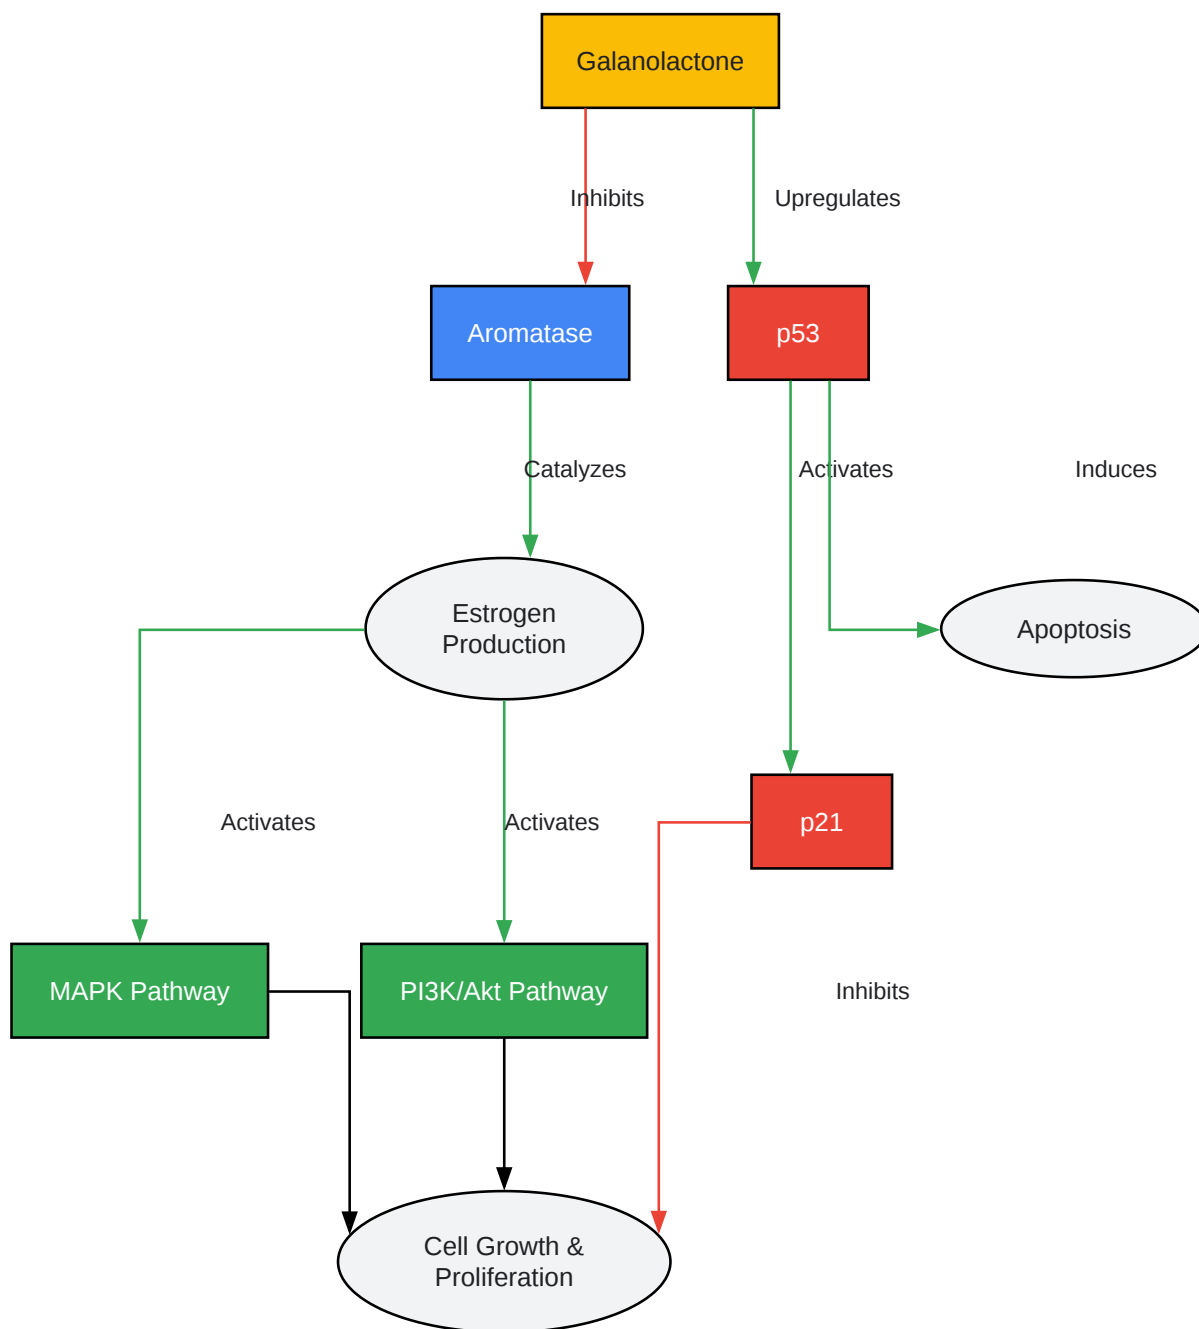 Galanolactone
Inhibits
Upregulates
Aromatase
p53
Catalyzes
Activates
Induces
Estrogen
Production
Apoptosis
Activates
Activates
p21
MAPK Pathway
PI3K/Akt Pathway
Inhibits
Cell Growth &
Proliferation